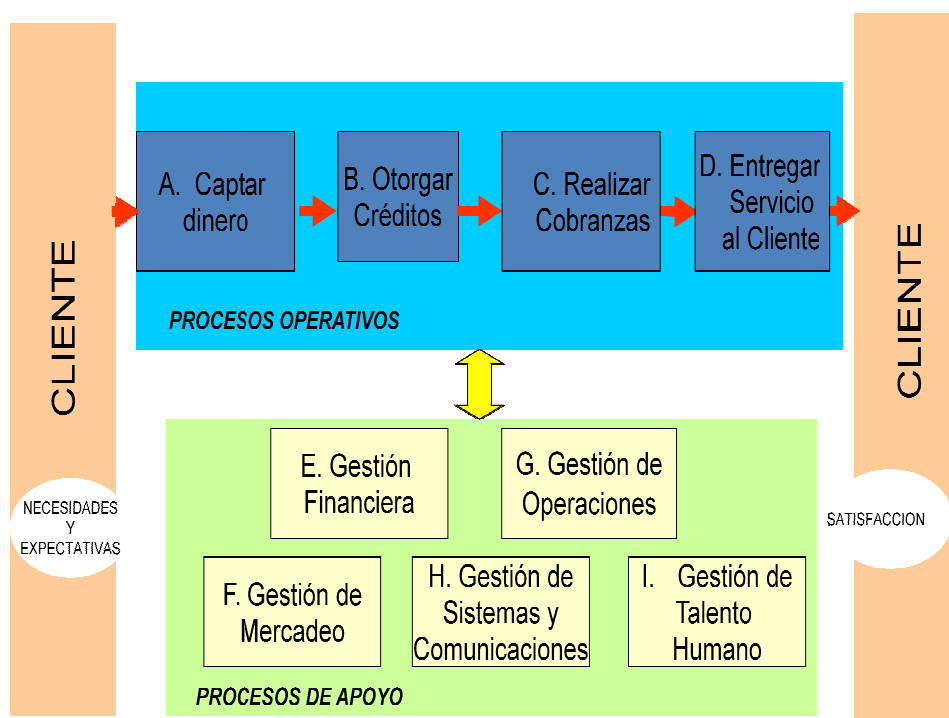 CLIENTE
NECESIDADES
Y
EXPECTATIVAS
A. Captar
dinero
B. Otorgar
Créditos
C. Realizar
Cobranzas
D. Entregar
Servicio
al Cliente
PROCESOS OPERATIVOS
E. Gestión
Financiera
G. Gestión de
Operaciones
F. Gestión de
Mercadeo
H. Gestión de
Sistemas y
Comunicaciones
I. Gestión de
Talento
Humano
PROCESOS DE APOYO
CLIENTE
SATISFACCION